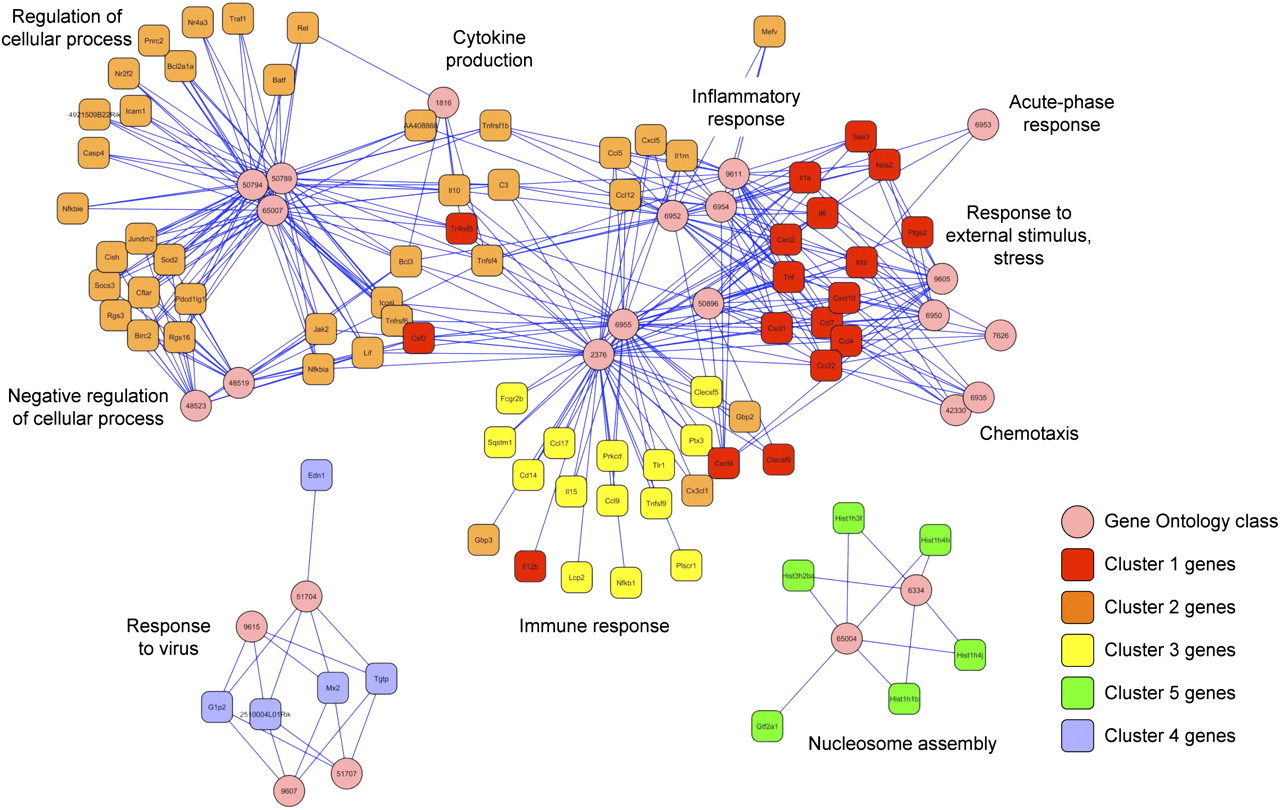 Regulation of
cellular process
Nr4a3
Traf1
Rel
Pnrc2
Bcl2a1a
Nr2f2
Batf
4921509B22Rik
Icam1
Casp4
Nfkbie
50794
50789
65007
Cytokine
production
1816
AA408868
Tnfrsf1b
Il10
C3
Tnfrsf5
Tnfsf4
Bcl3
Icosl
Tnfrsf6
Csf2
Jak2
Lif
Nfkbia
Jundm2
Cish
Sod2
Socs3
Cflar
Pdcd1lg1
Rgs3
Birc2
Rgs16
Negative regulation
of cellular process
48519
48523
Mefv
Inflammatory
response
Ccl5
Cxcl5
Il1rn
Ccl12
9611
6954
6952
Acute-phase
response
6953
Saa3
Nos2
Il1a
Il6
Ptgs2
Cxcl2
Il1b
Tnf
Cxcl10
Ccl7
Cxcl1
Ccl4
Ccl22
Response to
external stimulus,
stress
9605
6950
7626
6935
42330
Chemotaxis
50896
6955
2376
Fcgr2b
Clecsf5
Gbp2
Sqstm1
Ccl17
Ptx3
Prkcd
Tlr1
Cxcl9
Clecsf9
Cd14
Il15
Ccl9
Tnfsf9
Cx3cl1
Gbp3
Il12b
Lcp2
Nfkb1
Plscr1
Immune response
Edn1
51704
9615
Response
to virus
G1p2
2510004L01Rik
Mx2
Tgtp
51707
9607
Hist1h3f
Hist1h4h
Hist3h2ba
6334
65004
Hist1h4j
Hist1h1b
Gtf2a1
Nucleosome assembly
Gene Ontology class
Cluster 1 genes
Cluster 2 genes
Cluster 3 genes
Cluster 5 genes
Cluster 4 genes